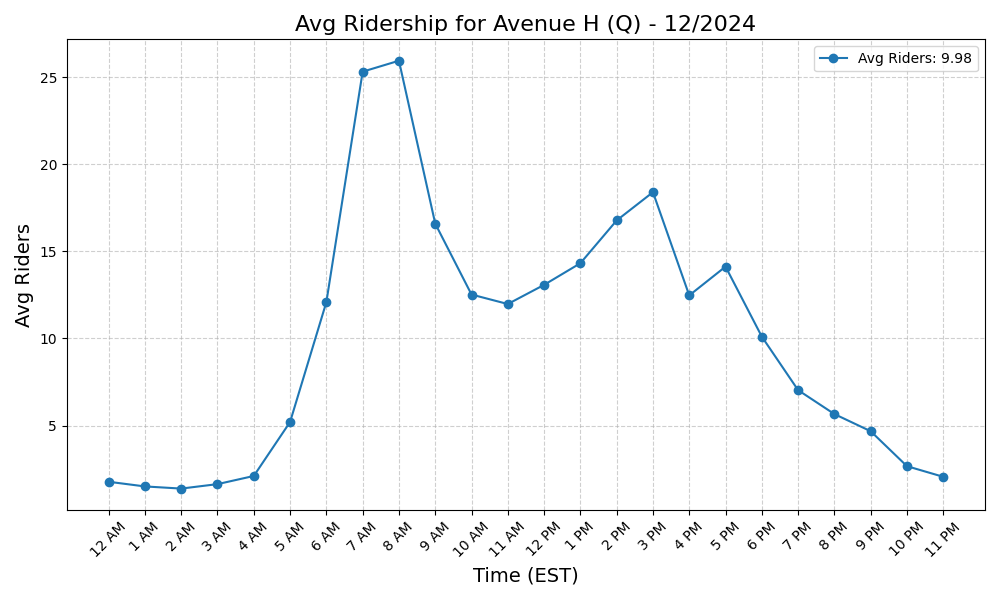 Avg Ridership for Avenue H (Q) - 12/2024
Avg Riders: 9.98
Avg Riders
25
20
15
10
5
12 AM
1 AM
2 AM
3 AM
4 AM
5 AM
6 AM
7 AM
8 AM
9 AM
10 AM
11 AM
12 PM
1 PM
2 PM
3 PM
4 PM
5 PM
6 PM
7 PM
8 PM
9 PM
10 PM
11 PM
Time (EST)